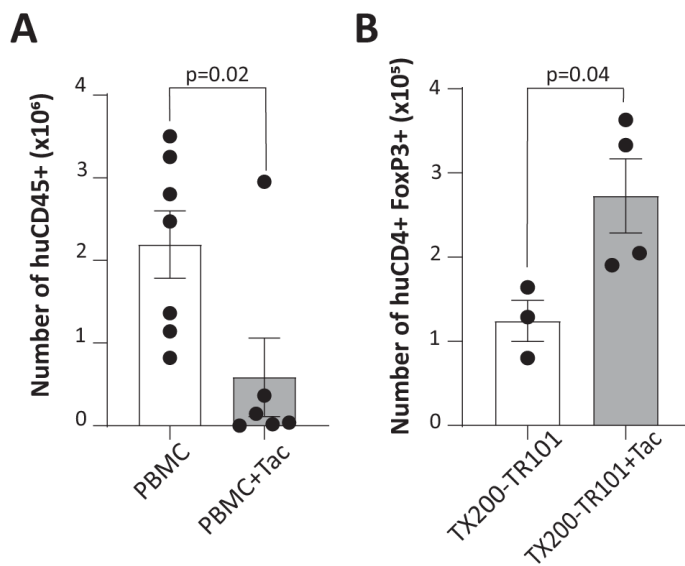 A
p=0.02
Number of huCD45+ (x10⁶)
4
3
2
1
0
PBMC
PBMC+Tac
B
p=0.04
Number of huCD4+ FoxP3+ (x10⁵)
4
3
2
1
0
TX200-TR101
TX200-TR101+Tac